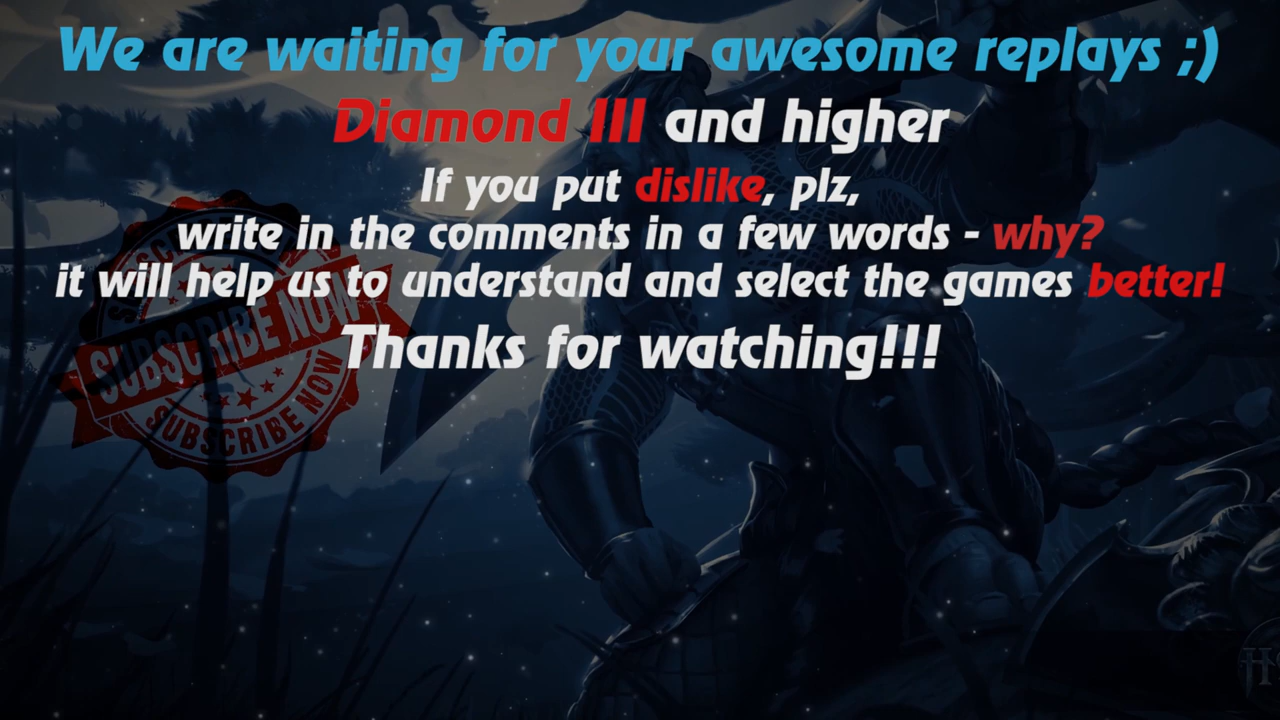 We are waiting for your awesome replays ;)
Diamond III and higher
If you put dislike, plz,
write in the comments in a few words - why?
it will help us to understand and select the games better!
Thanks for watching!!!
SUBSCRIBE NOW
SUBSCRIBE NOW